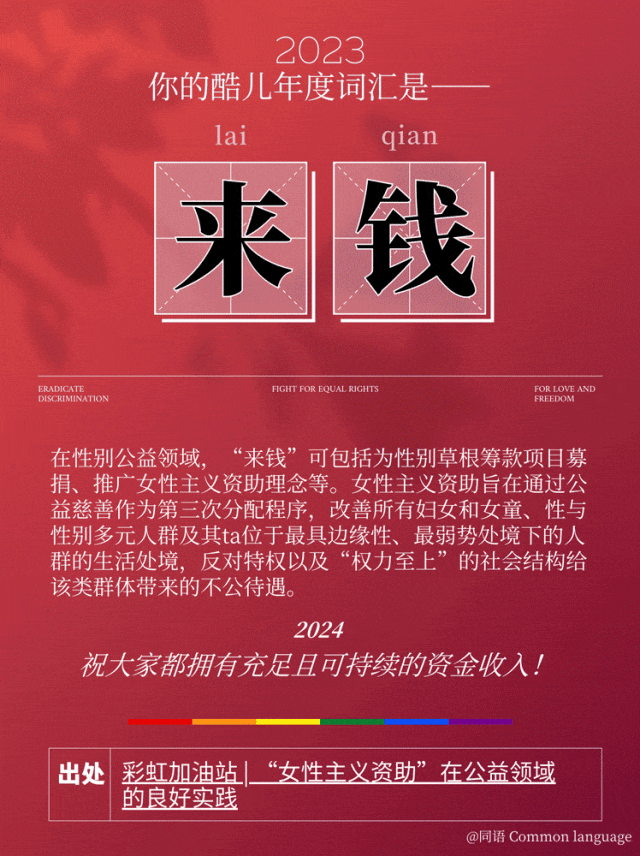 2023
你的酷儿年度词汇是——
lai qian
来 钱
ERADICATE
DISCRIMINATION
FIGHT FOR EQUAL RIGHTS
FOR LOVE AND
FREEDOM
在性别公益领域，“来钱”可包括为性别草根筹款项目募
捐、推广女性主义资助理念等。女性主义资助旨在通过公
益慈善作为第三次分配程序，改善所有妇女和女童、性与
性别多元人群及其ta位于最具边缘性、最弱势处境下的人
群的生活处境，反对特权以及“权力至上”的社会结构给
该类群体带来的不公待遇。
2024
祝大家都拥有充足且可持续的资金收入！
出处
彩虹加油站 | “女性主义资助”在公益领域
的良好实践
@同语 Common language